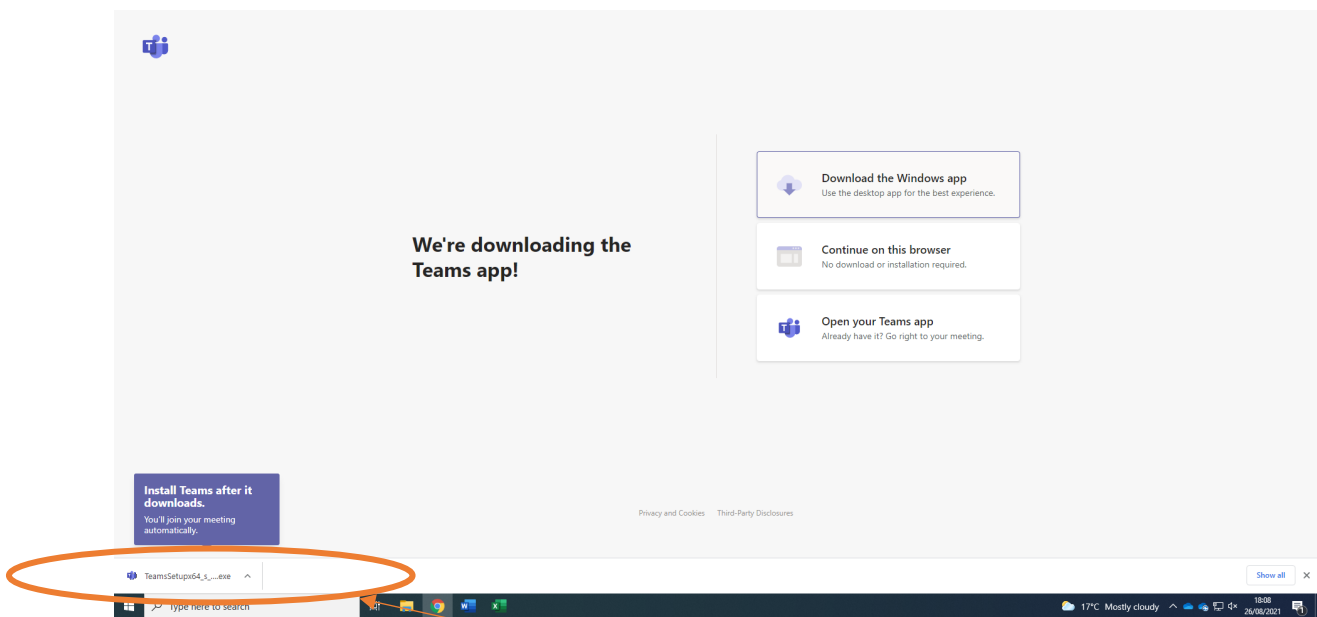 Download the Windows app
Use the desktop app for the best experience.
We're downloading the
Teams app!
Continue on this browser
No download or installation required.
Open your Teams app
Already have it? Go right to your meeting.
Install Teams after it
downloads.
You'll join your meeting
automatically.
Privacy and Cookies Third-Party Disclosures
TeamsSetupx64_s_....exe
Show all
Type here to search
17°C Mostly cloudy
18:08
26/08/2021